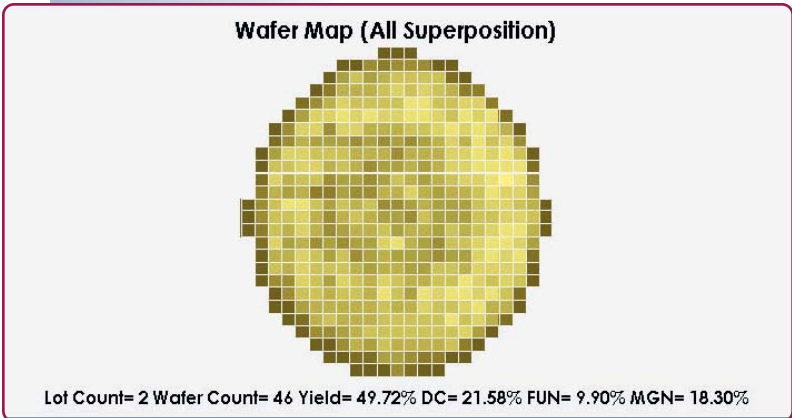 Wafer Map (All Superposition)
Lot Count= 2 Wafer Count= 46 Yield= 49.72% DC= 21.58% FUN= 9.90% MGN= 18.30%